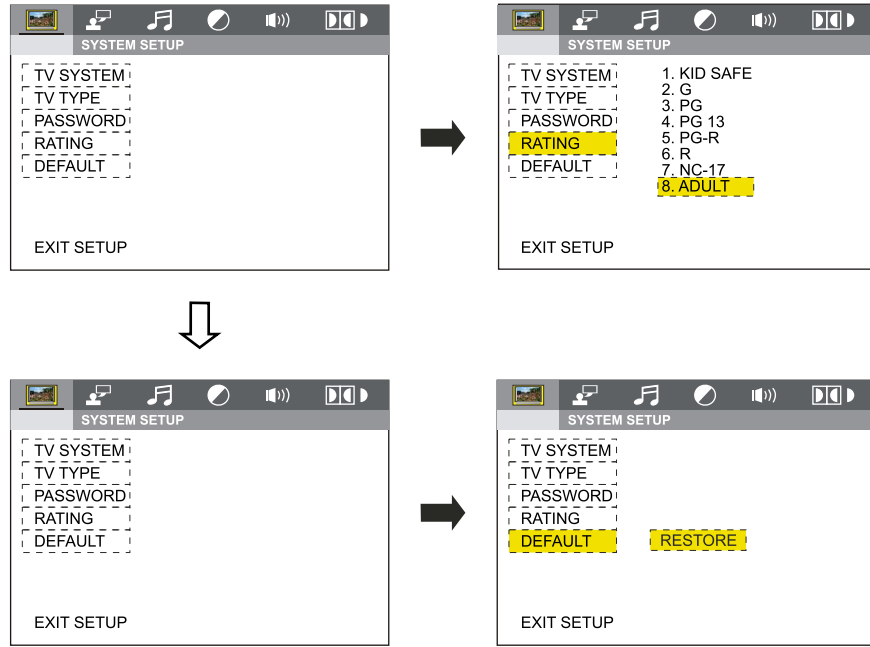 SYSTEM SETUP
TV SYSTEM
TV TYPE
PASSWORD
RATING
DEFAULT
EXIT SETUP
SYSTEM SETUP
TV SYSTEM
TV TYPE
PASSWORD
RATING
DEFAULT
1. KID SAFE
2. G
3. PG
4. PG 13
5. PG-R
6. R
7. NC-17
8. ADULT
EXIT SETUP
SYSTEM SETUP
TV SYSTEM
TV TYPE
PASSWORD
RATING
DEFAULT
EXIT SETUP
SYSTEM SETUP
TV SYSTEM
TV TYPE
PASSWORD
RATING
DEFAULT
RESTORE
EXIT SETUP